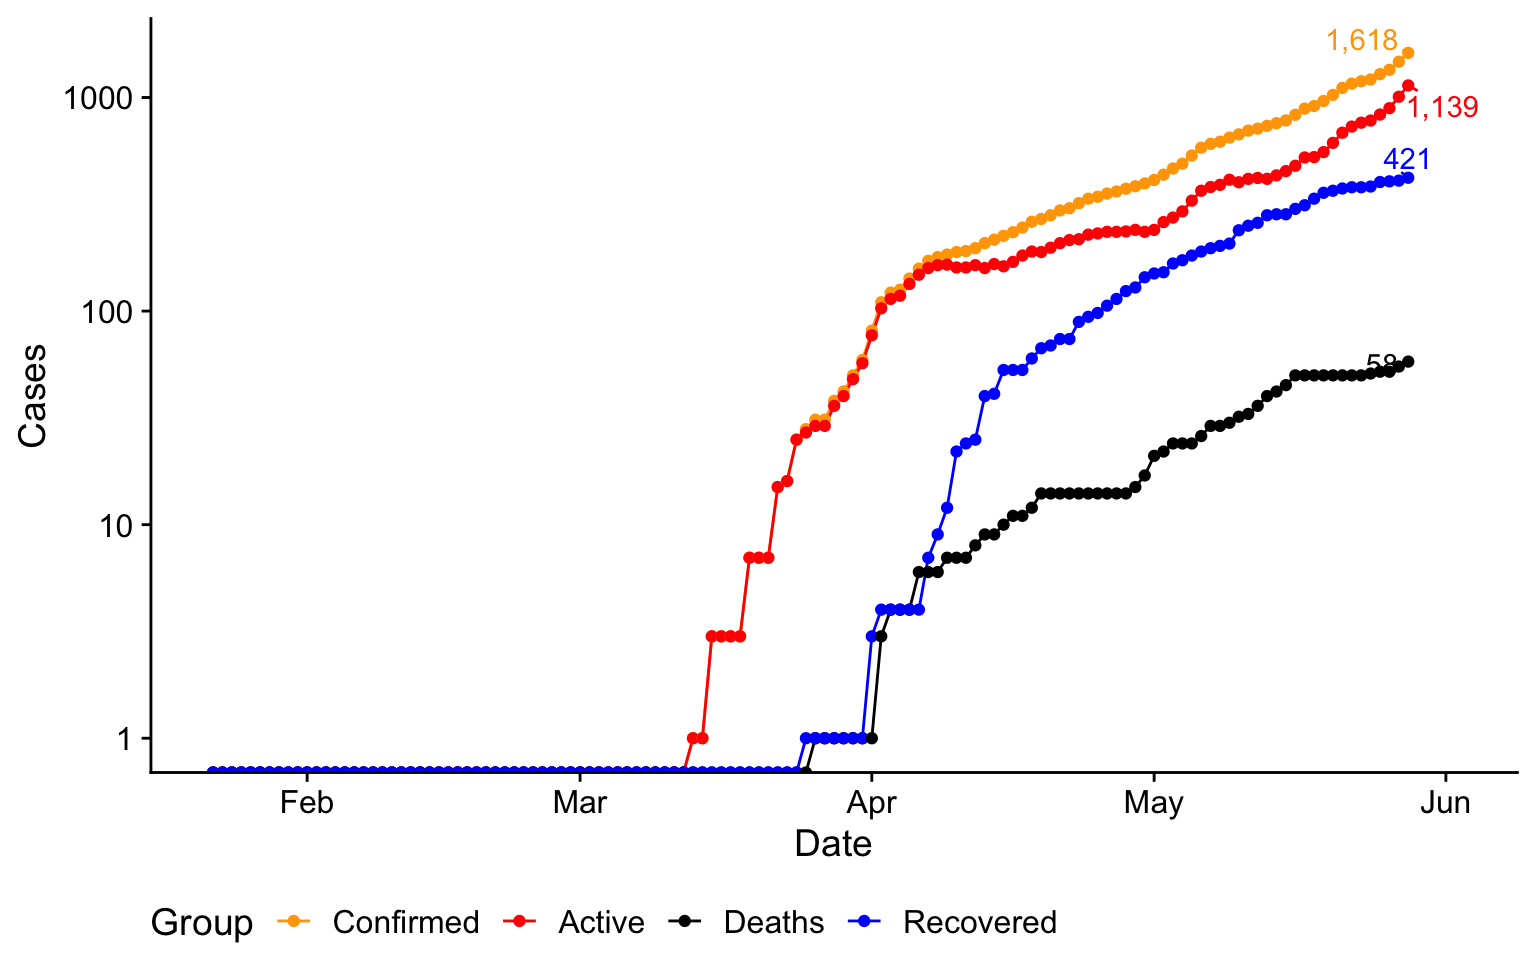 1,618
1000
1,139
421
100
58
Cases
10
1
Feb Mar Apr May Jun
Date
Group Confirmed Active Deaths Recovered